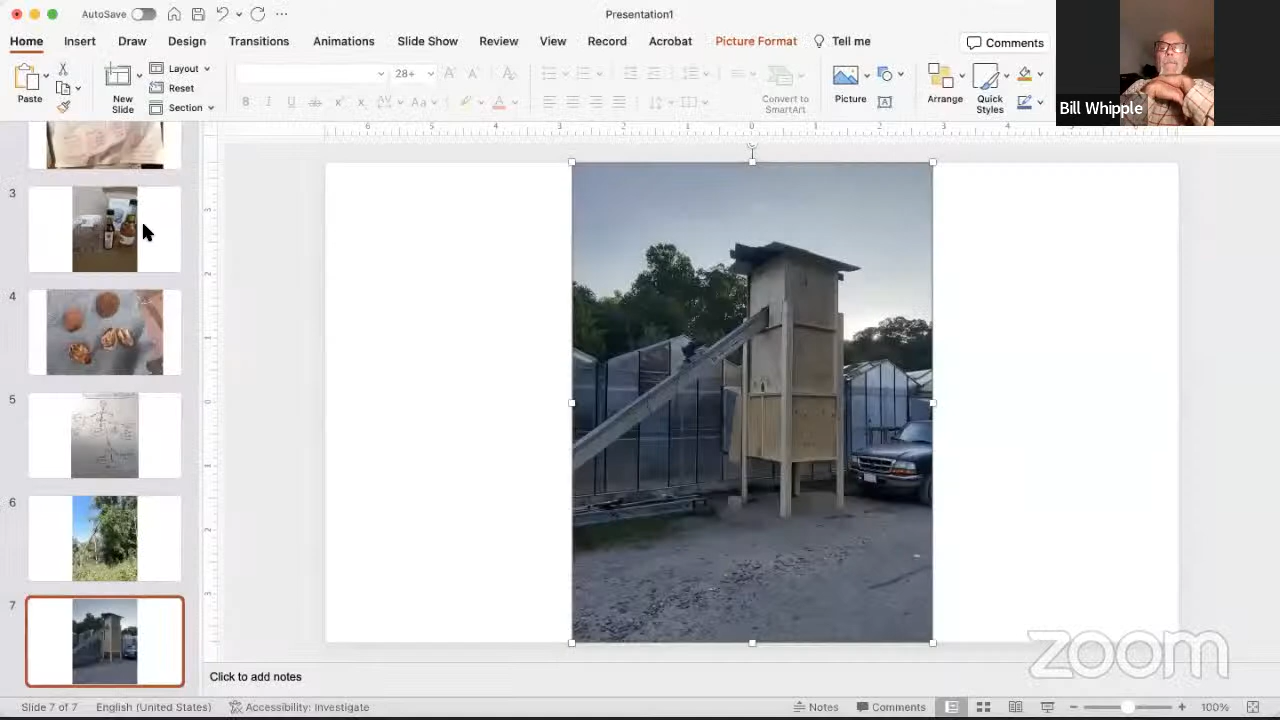 AutoSave
Presentation1
Home Insert Draw Design Transitions Animations Slide Show Review View Record Acrobat Picture Format Tell me
Comments
Paste
New
Slide
Layout
Reset
Section
28+
Convert to
SmartArt
Picture
Arrange
Quick
Styles
Bill Whipple
3
4
5
6
7
zoom
Click to add notes
Slide 7 of 7
English (United States)
Accessibility: Investigate
Notes
Comments
100%